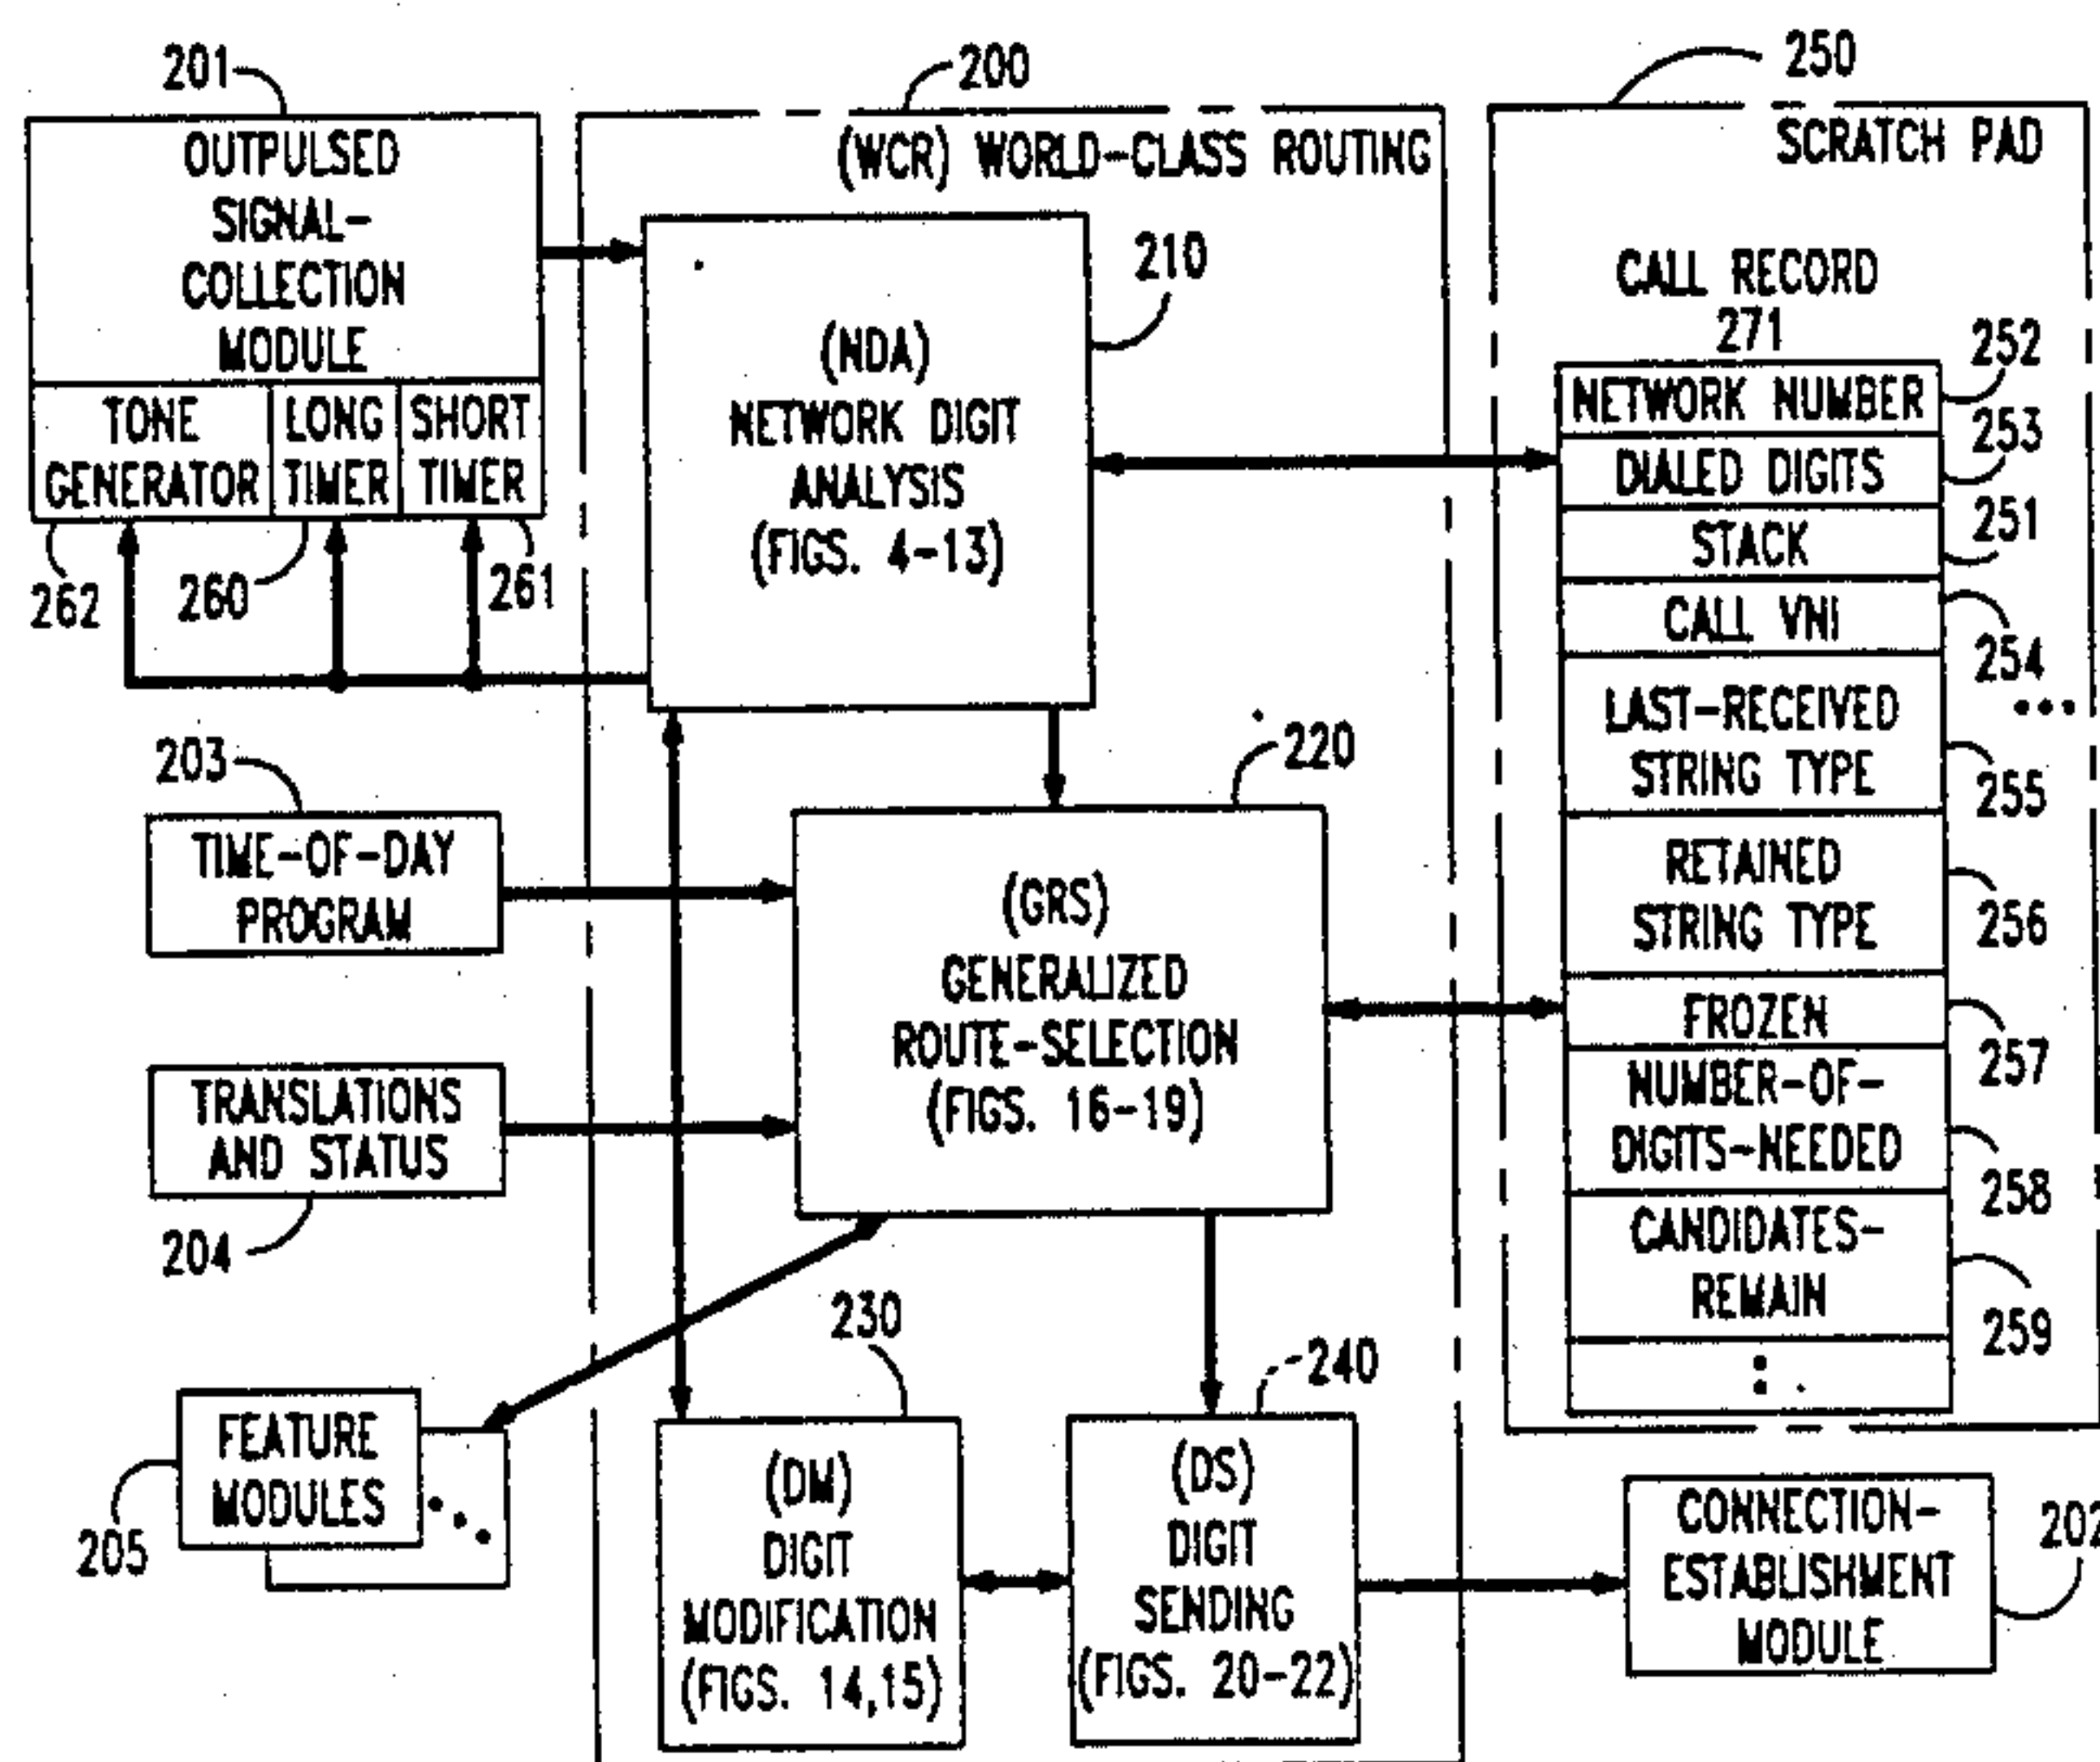 201
200
250
OUTPULSED
SIGNAL-
COLLECTION
MODULE
TONE
GENERATOR
LONG
TIMER
SHORT
TIMER
262
260
261
(WCR) WORLD-CLASS ROUTING
(NDA)
NETWORK DIGIT
ANALYSIS
(FIGS. 4-13)
210
SCRATCH PAD
CALL RECORD
271
NETWORK NUMBER
252
DIALED DIGITS
253
STACK
251
CALL VNI
254
LAST-RECEIVED
STRING TYPE
255
RETAINED
STRING TYPE
256
FROZEN
257
NUMBER-OF-
DIGITS-NEEDED
258
CANDIDATES-
REMAIN
259
203
TIME-OF-DAY
PROGRAM
220
(GRS)
GENERALIZED
ROUTE-SELECTION
(FIGS. 16-19)
TRANSLATIONS
AND STATUS
204
FEATURE
MODULES
205
230
(DM)
DIGIT
MODIFICATION
(FIGS. 14,15)
240
(DS)
DIGIT
SENDING
(FIGS. 20-22)
CONNECTION-
ESTABLISHMENT
MODULE
202